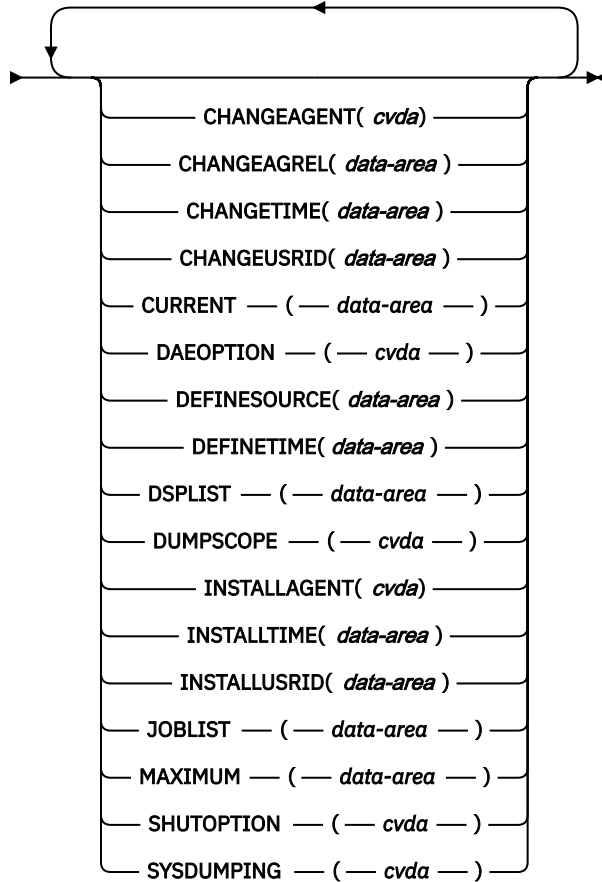 CHANGEAGENT( cvda)
CHANGEAGREL( data-area )
CHANGETIME( data-area )
CHANGEUSRID( data-area )
CURRENT ( data-area )
DAEOPTION ( cvda )
DEFINESOURCE( data-area )
DEFINETIME( data-area )
DSPLIST ( data-area )
DUMPSCOPE ( cvda )
INSTALLAGENT( cvda)
INSTALLTIME( data-area )
INSTALLUSRID( data-area )
JOBLIST ( data-area )
MAXIMUM ( data-area )
SHUTOPTION ( cvda )
SYSDUMPING ( cvda )